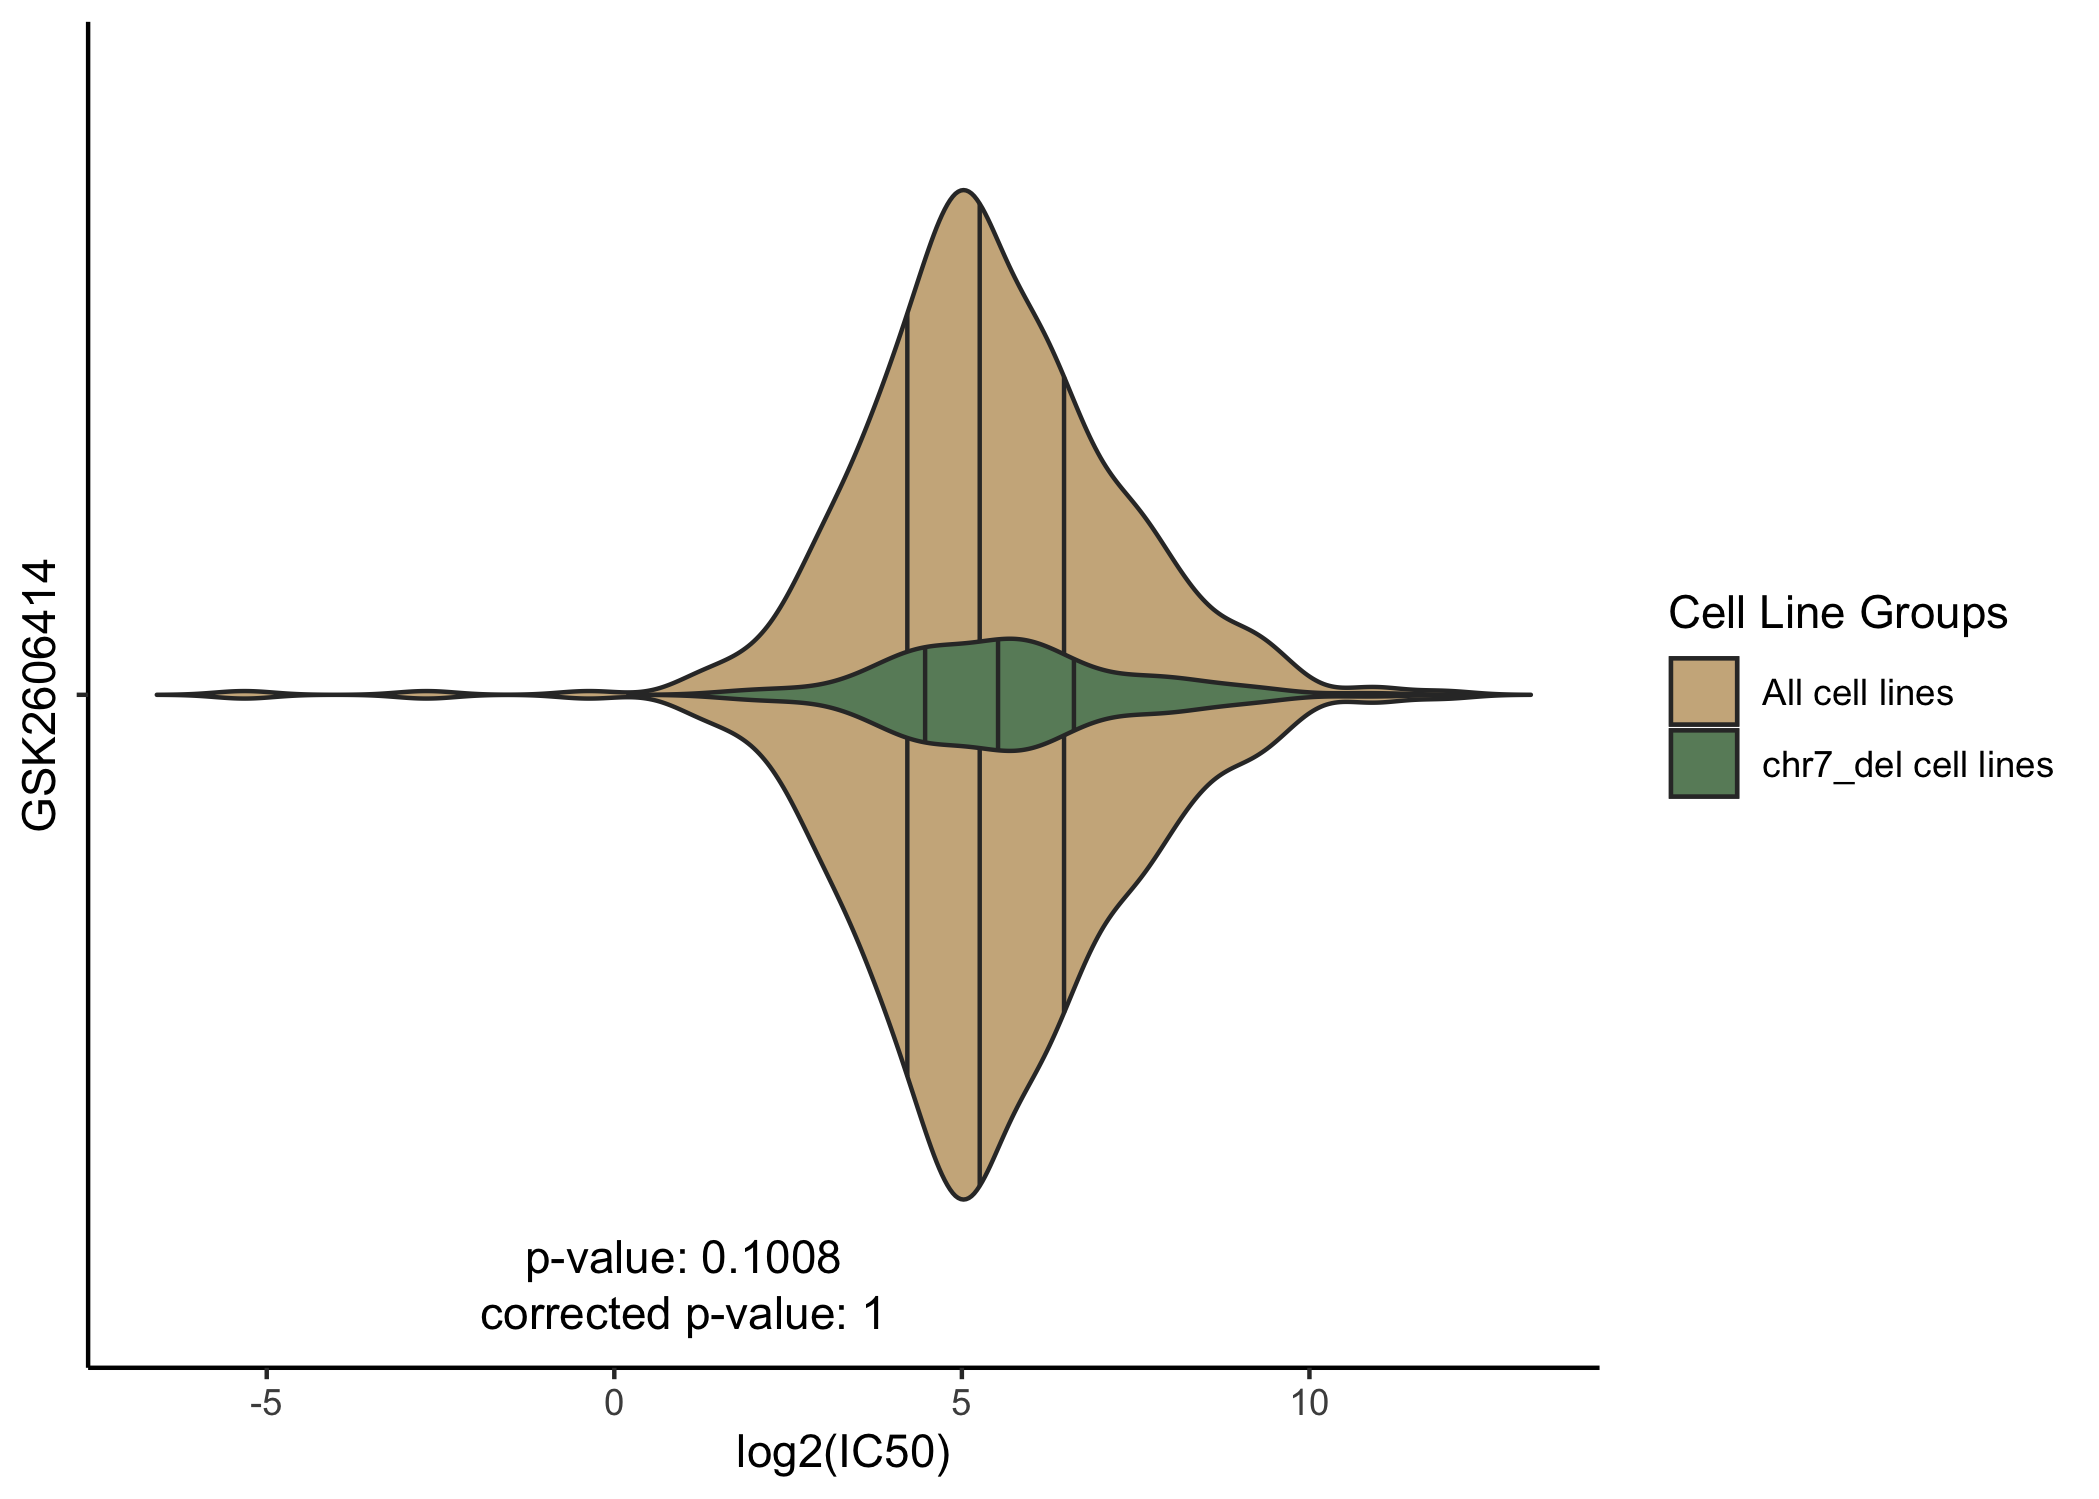 GSK2606414
p-value: 0.1008
corrected p-value: 1
-5 0 5 10
log2(IC50)
Cell Line Groups
All cell lines
chr7_del cell lines